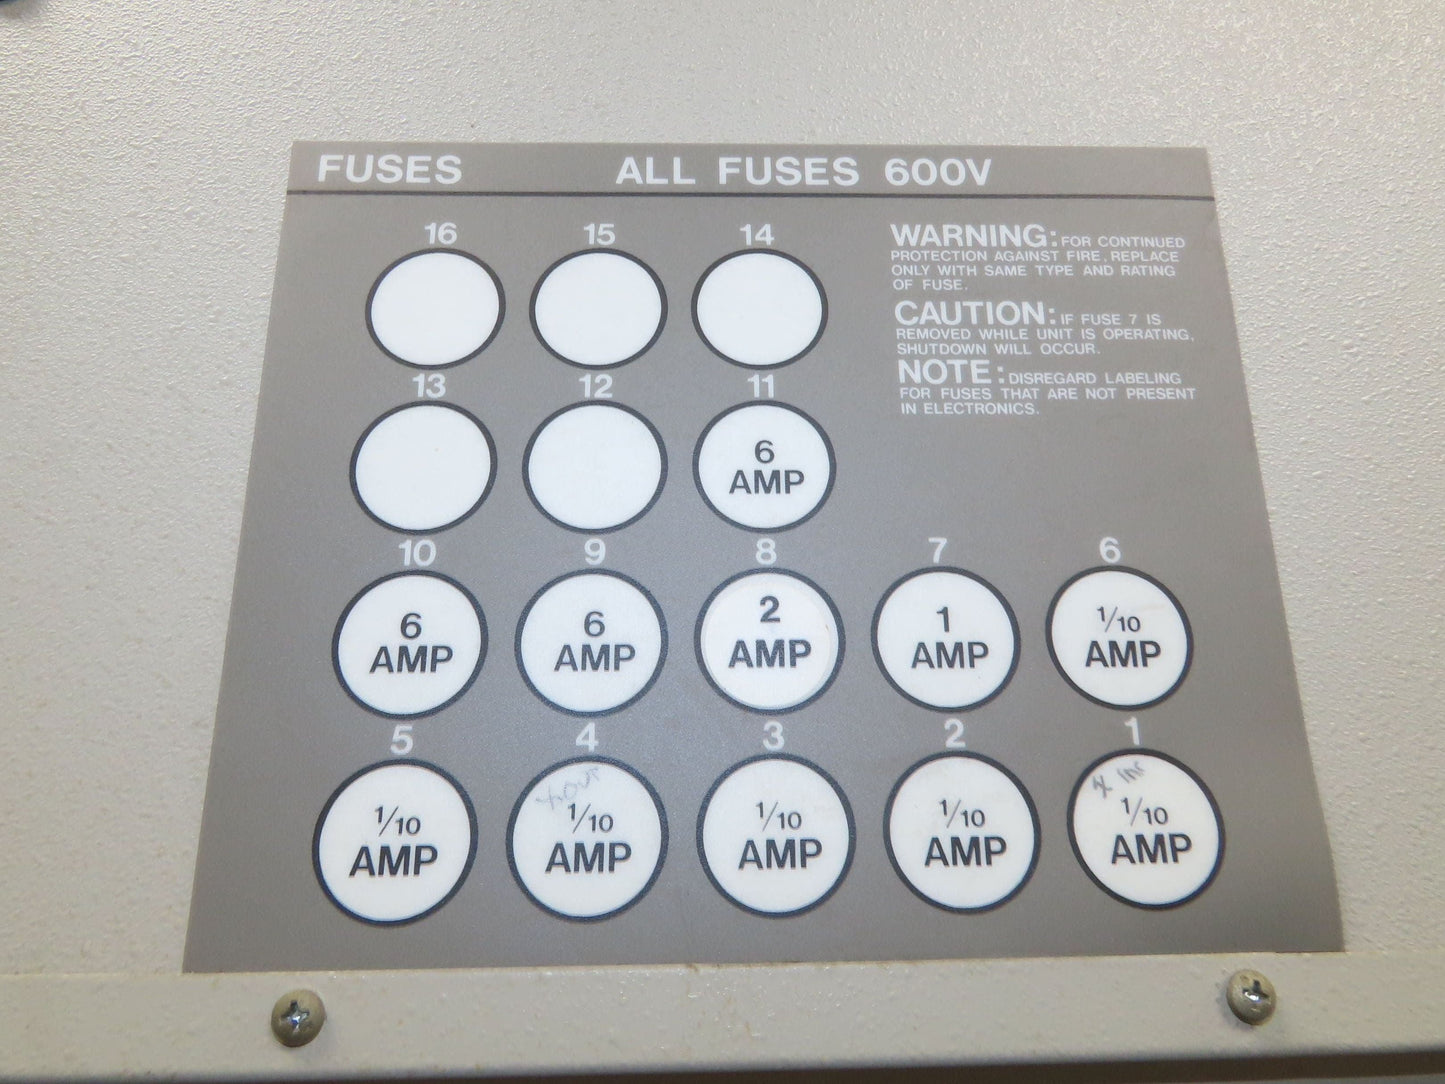 FUSES ALL FUSES 600V
16 15 14
WARNING: FOR CONTINUED
PROTECTION AGAINST FIRE, REPLACE
ONLY WITH SAME TYPE AND RATING
OF FUSE.
CAUTION: IF FUSE 7 IS
REMOVED WHILE UNIT IS OPERATING,
SHUTDOWN WILL OCCUR.
NOTE: DISREGARD LABELING
FOR FUSES THAT ARE NOT PRESENT
IN ELECTRONICS.
13 12 11
6
AMP
10 9 8 7 6
6 6 2 1 1/10
AMP AMP AMP AMP AMP
5 4 3 2 1
1/10 1/10 1/10 1/10 1/10
AMP AMP AMP AMP AMP